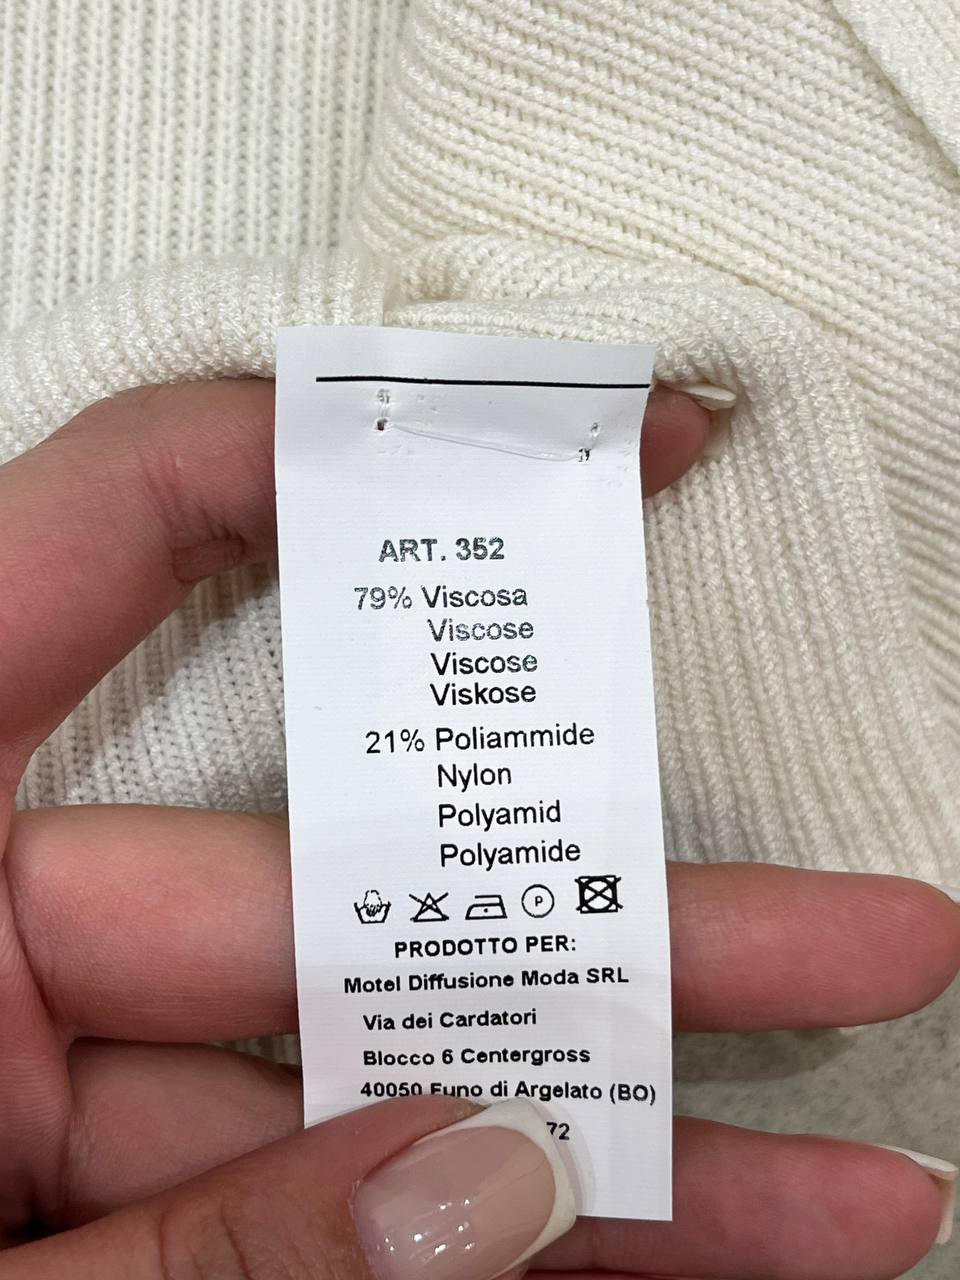 ART. 352
79% Viscosa
Viscose
Viscose
Viskose
21% Poliammide
Nylon
Polyamid
Polyamide
P
PRODOTTO PER:
Motel Diffusione Moda SRL
Via dei Cardatori
Blocco 6 Centergross
40050 Funo di Argelato (BO)
72